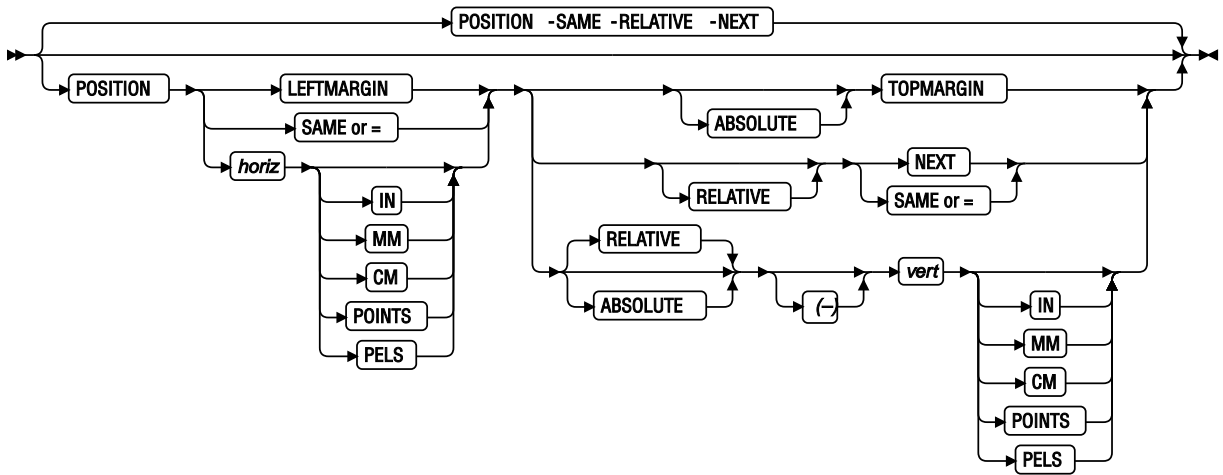 POSITION -SAME -RELATIVE -NEXT
POSITION
LEFTMARGIN
SAME or =
horiz
IN
MM
CM
POINTS
PELS
ABSOLUTE
TOPMARGIN
RELATIVE
NEXT
SAME or =
RELATIVE
ABSOLUTE
(–)
vert
IN
MM
CM
POINTS
PELS